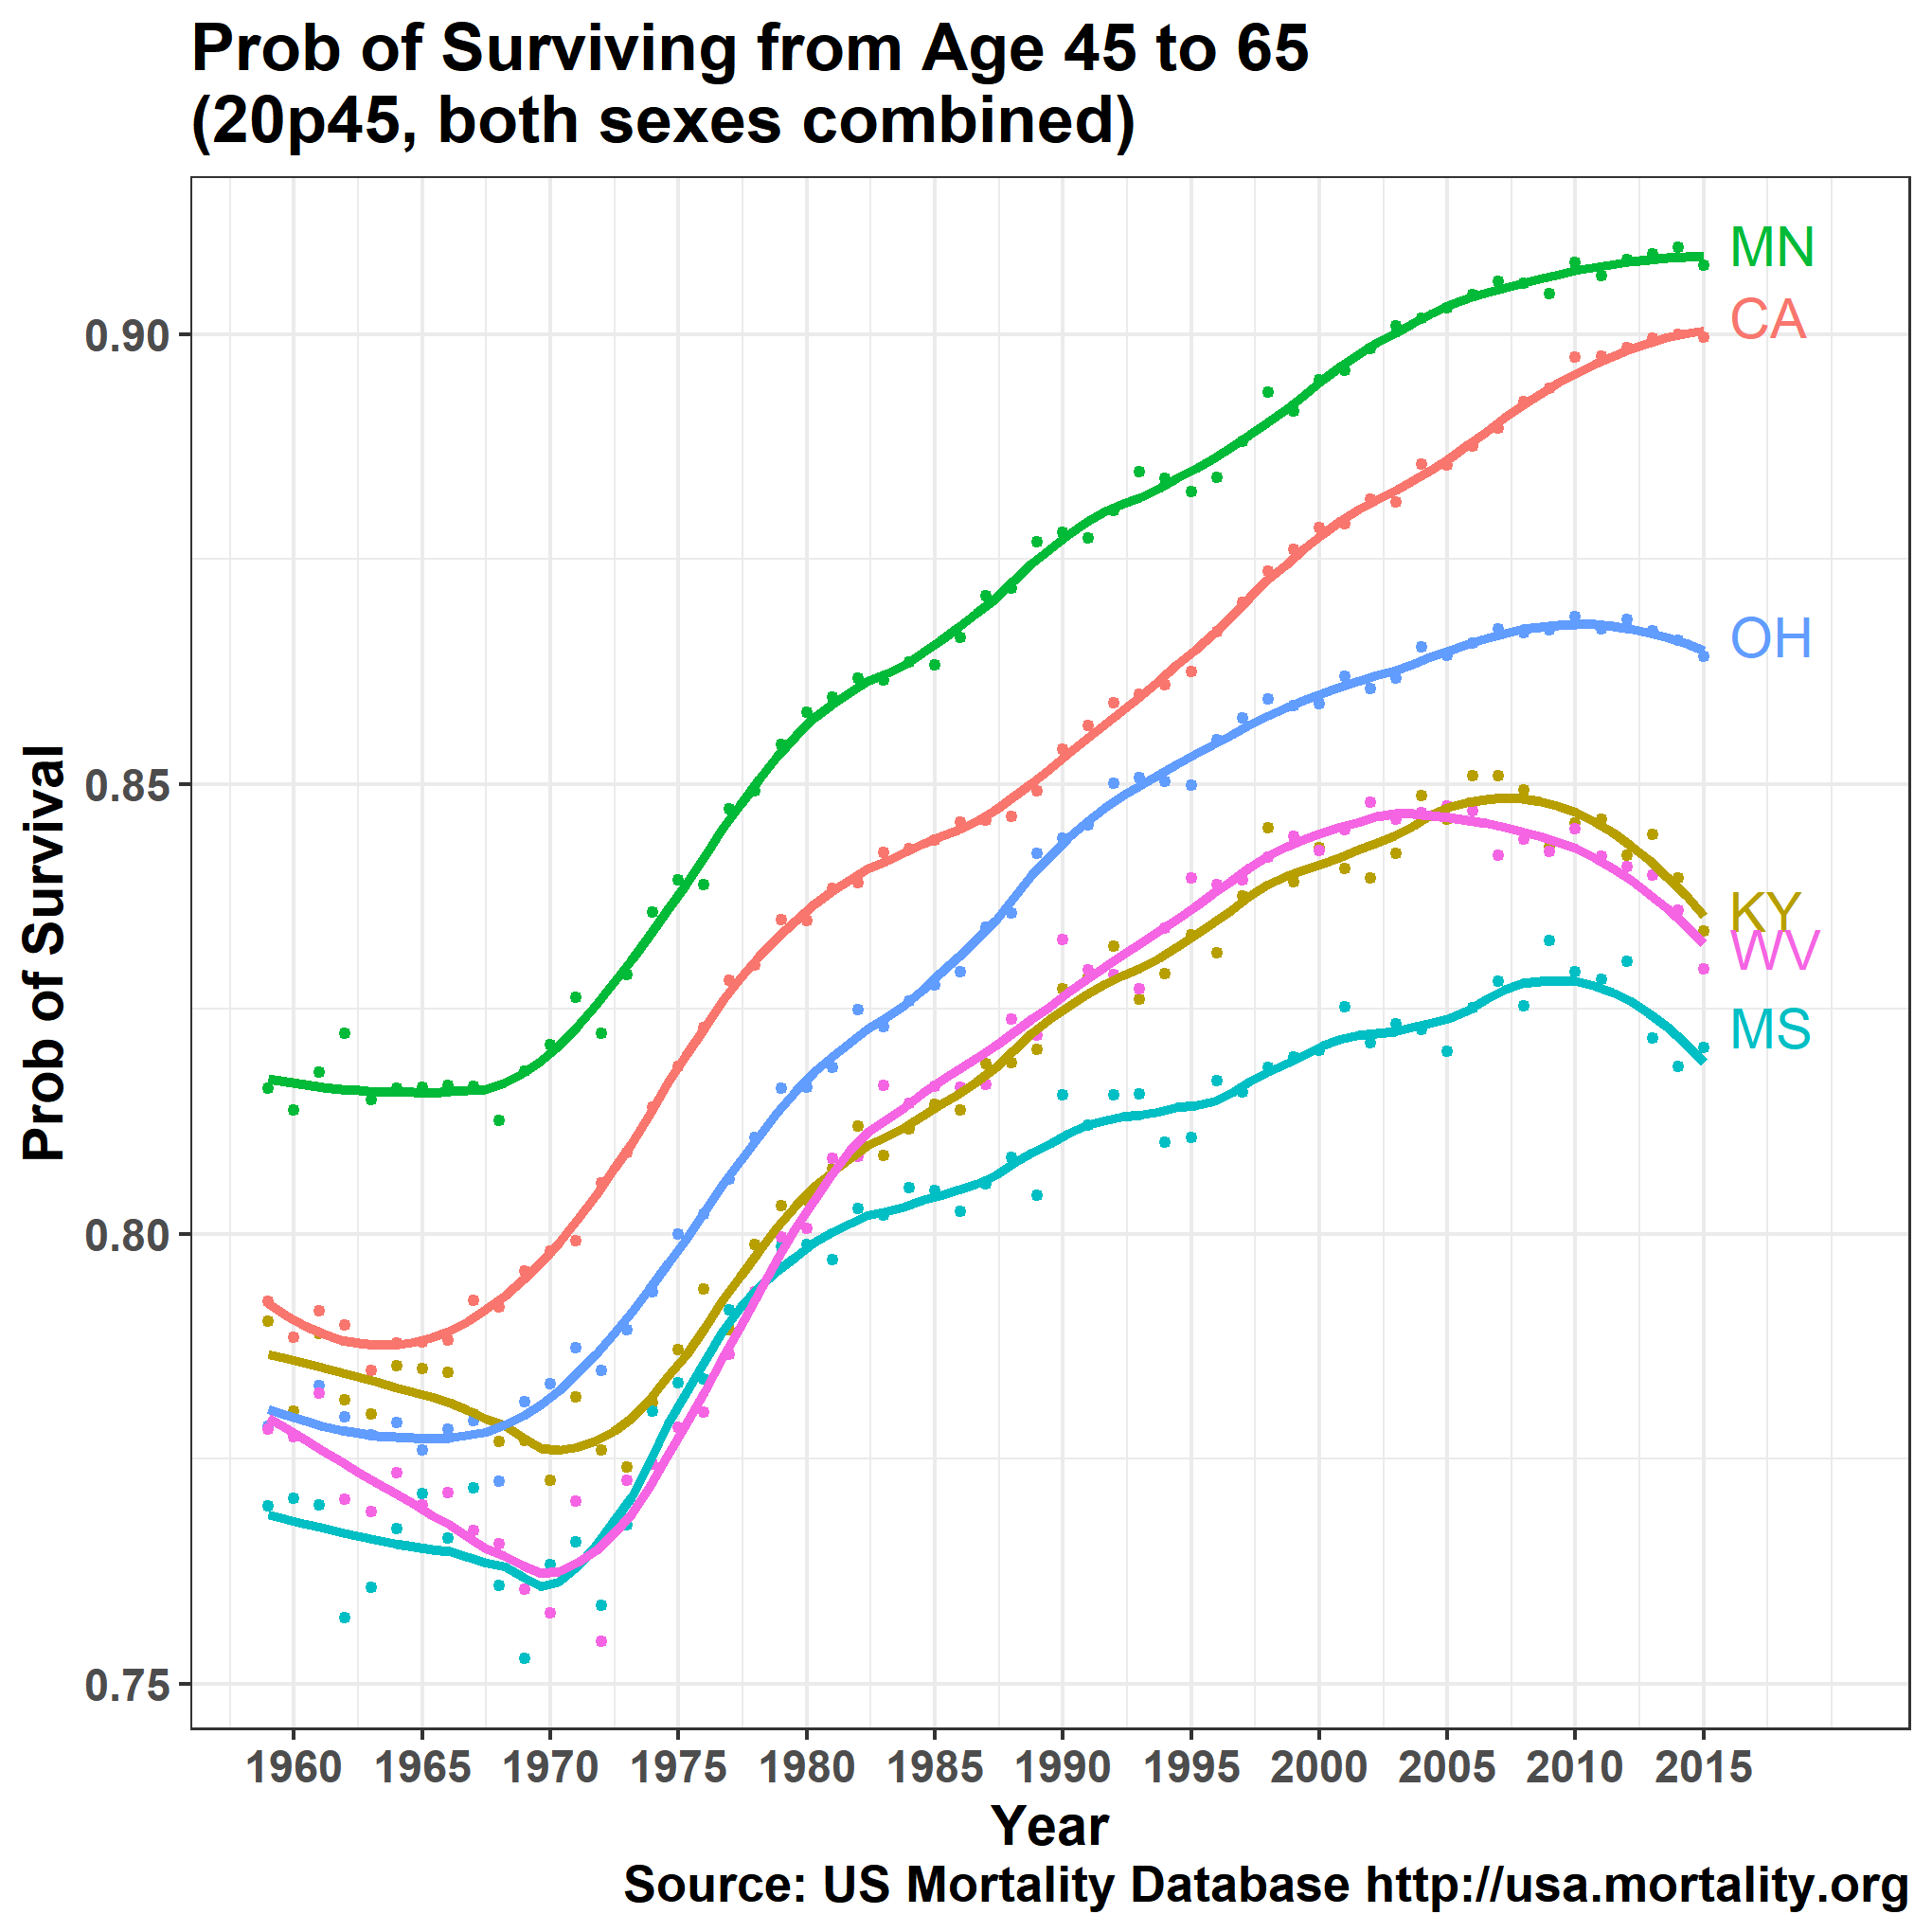 Prob of Surviving from Age 45 to 65
(20p45, both sexes combined)
Prob of Survival
0.90
0.85
0.80
0.75
MN
CA
OH
KY
WV
MS
1960 1965 1970 1975 1980 1985 1990 1995 2000 2005 2010 2015
Year
Source: US Mortality Database http://usa.mortality.org